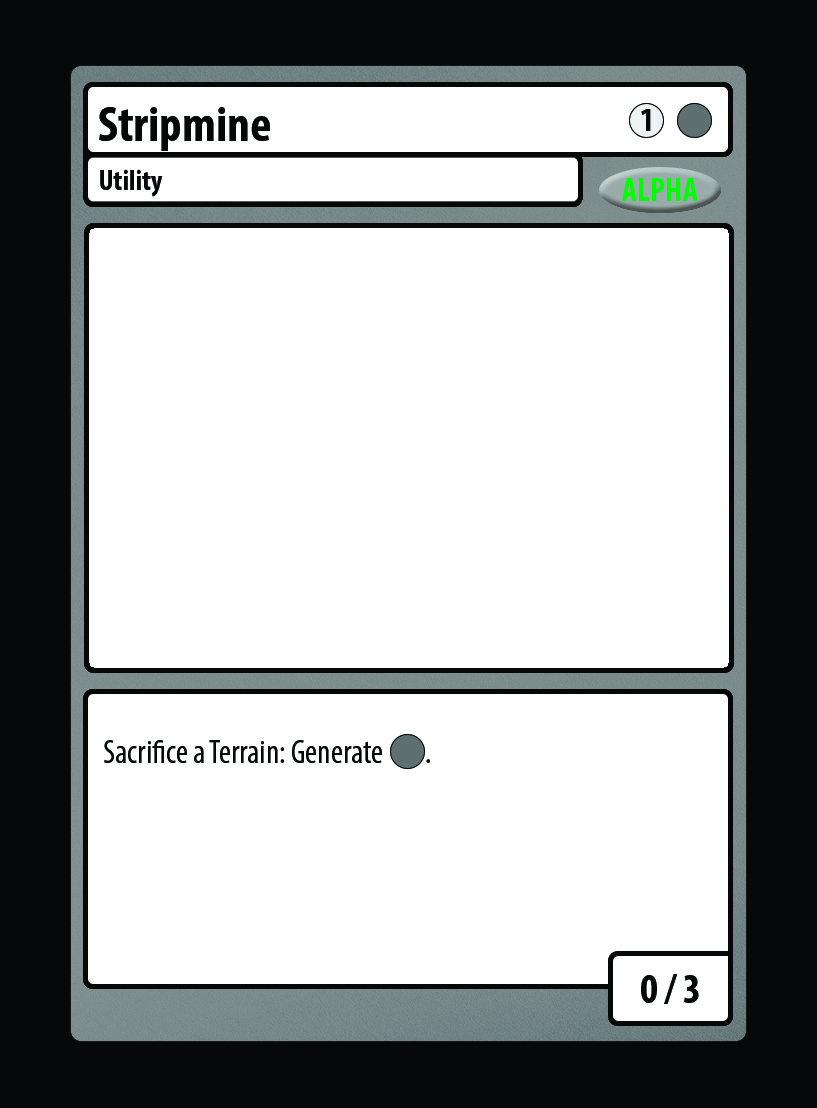 Stripmine 1
Utility
ALPHA
Sacrifice a Terrain: Generate .
0 / 3